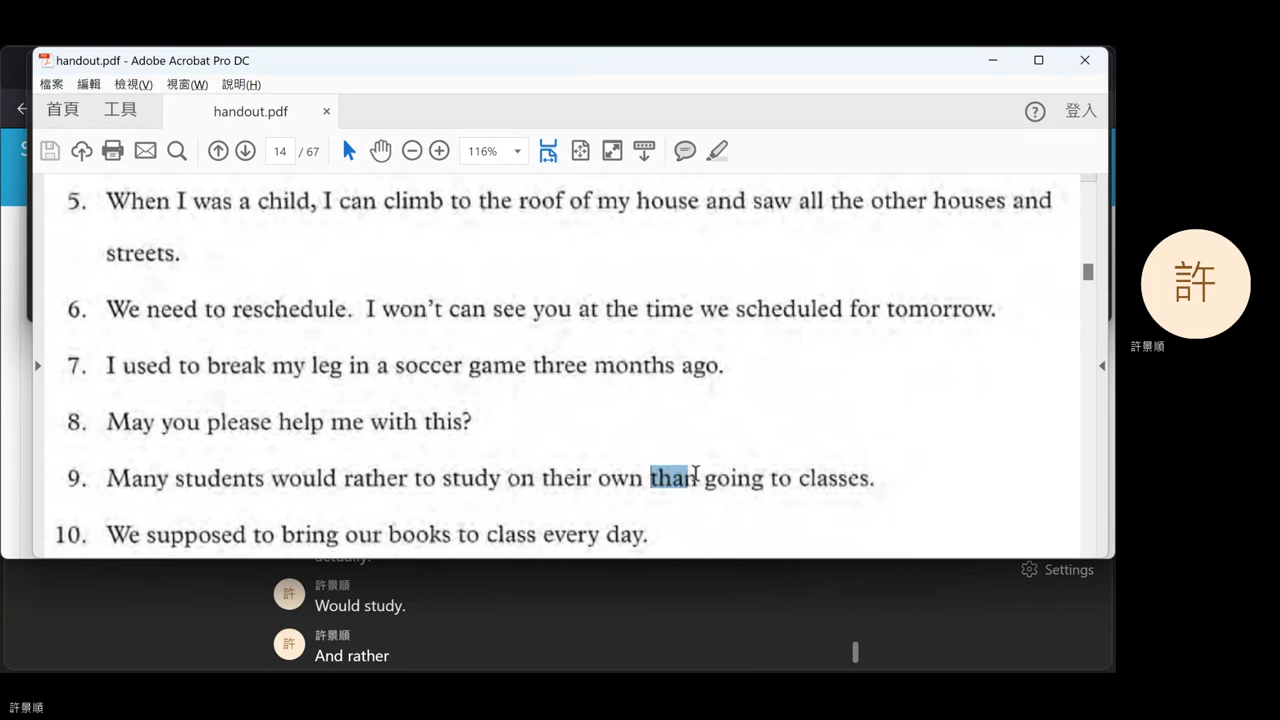 handout.pdf - Adobe Acrobat Pro DC
檔案 編輯 檢視(V) 視窗(W) 說明(H)
首頁 工具 handout.pdf × ? 登入
14 / 67 116%
5. When I was a child, I can climb to the roof of my house and saw all the other houses and
streets.
6. We need to reschedule. I won't can see you at the time we scheduled for tomorrow.
7. I used to break my leg in a soccer game three months ago.
8. May you please help me with this?
9. Many students would rather to study on their own than going to classes.
10. We supposed to bring our books to class every day.
許
許景順
actually.
Settings
許 許景順
Would study.
許 許景順
And rather
許景順